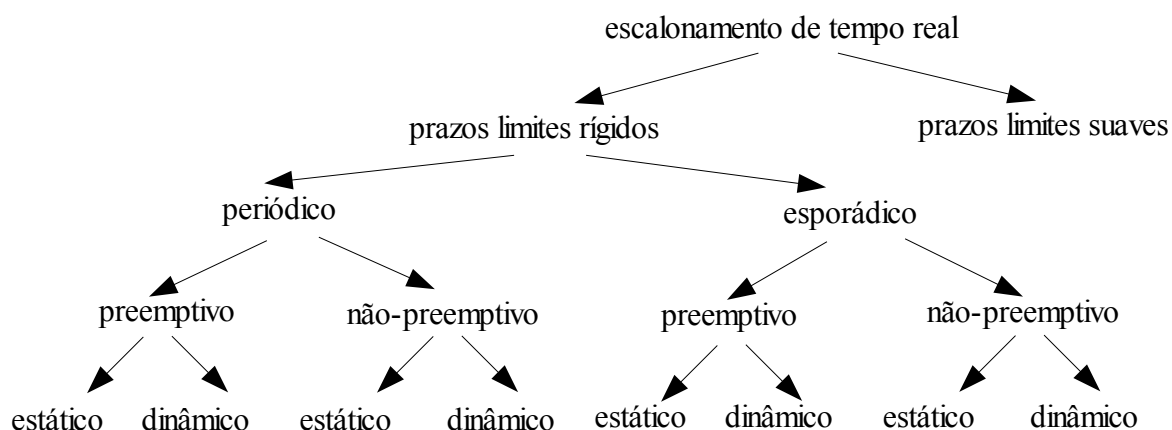 escalonamento de tempo real
prazos limites rígidos prazos limites suaves
periódico esporádico
preemptivo não-preemptivo preemptivo não-preemptivo
estático dinâmico estático dinâmico estático dinâmico estático dinâmico